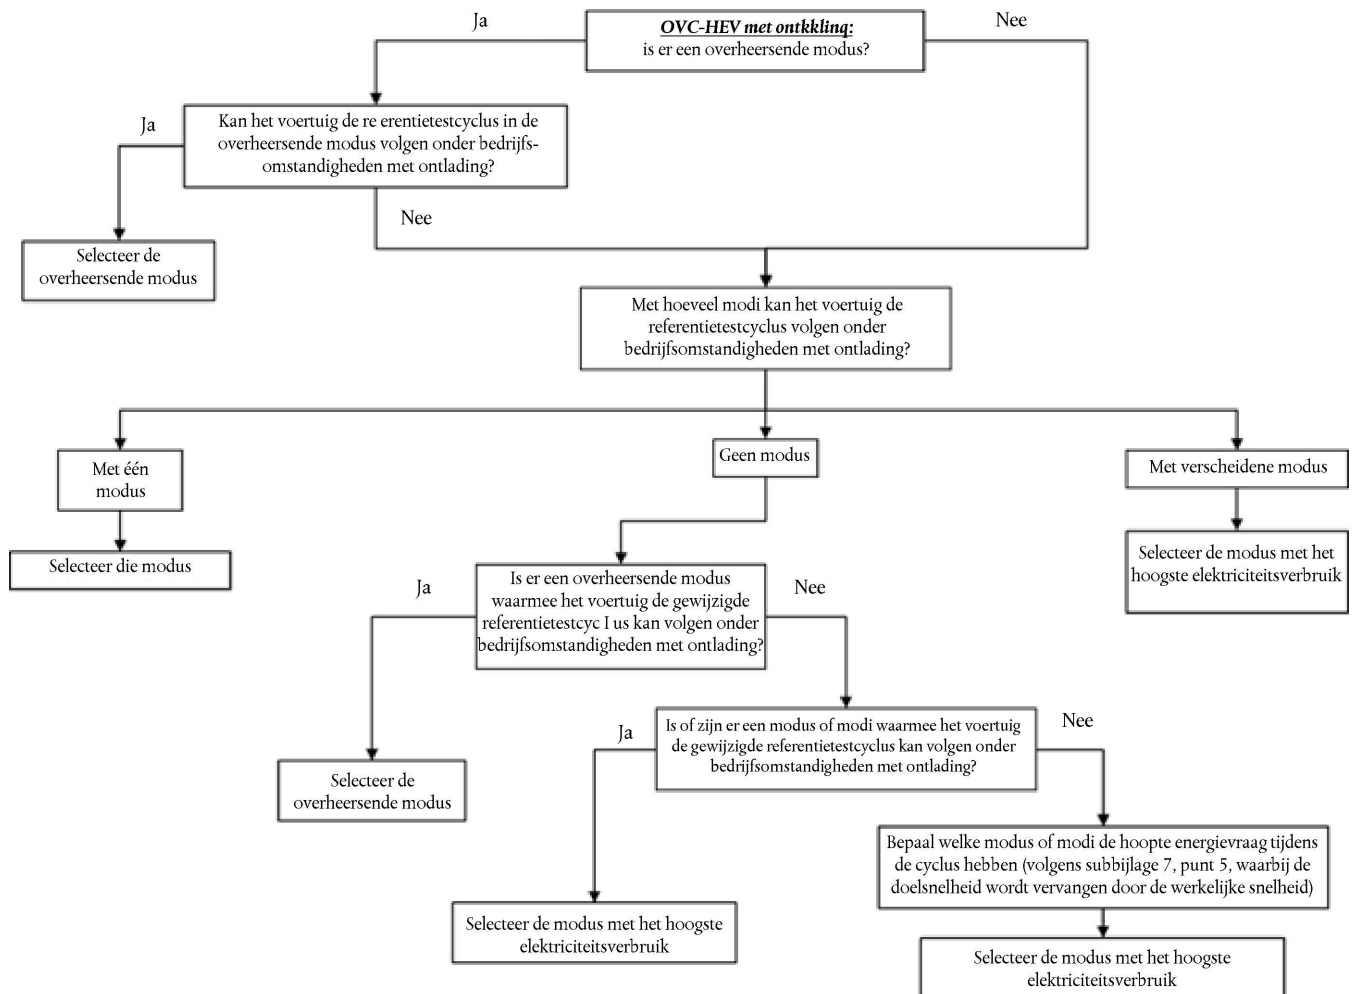 Ja
OVC-HEV met ontkklinq:
is er een overheersende modus?
Nee
Ja
Kan het voertuig de re erentietestcyclus in de
overheersende modus volgen onder bedrijfs-
omstandigheden met ontlading?
Nee
Selecteer de
overheersende modus
Met hoeveel modi kan het voertuig de
referentietestcyclus volgen onder
bedrijfsomstandigheden met ontlading?
Met één
modus
Geen modus
Met verscheidene modus
Selecteer die modus
Selecteer de modus met het
hoogste elektriciteitsverbruik
Ja
Is er een overheersende modus
waarmee het voertuig de gewijzigde
referentietestcyc I us kan volgen onder
bedrijfsomstandigheden met ontlading?
Nee
Selecteer de
overheersende modus
Ja
Is of zijn er een modus of modi waarmee het voertuig
de gewijzigde referentietestcyclus kan volgen onder
bedrijfsomstandigheden met ontlading?
Nee
Selecteer de modus met het hoogste
elektriciteitsverbruik
Bepaal welke modus of modi de hoopte energievraag tijdens
de cyclus hebben (volgens subbijlage 7, punt 5, waarbij de
doelsnelheid wordt vervangen door de werkelijke snelheid)
Selecteer de modus met het hoogste
elektriciteitsverbruik